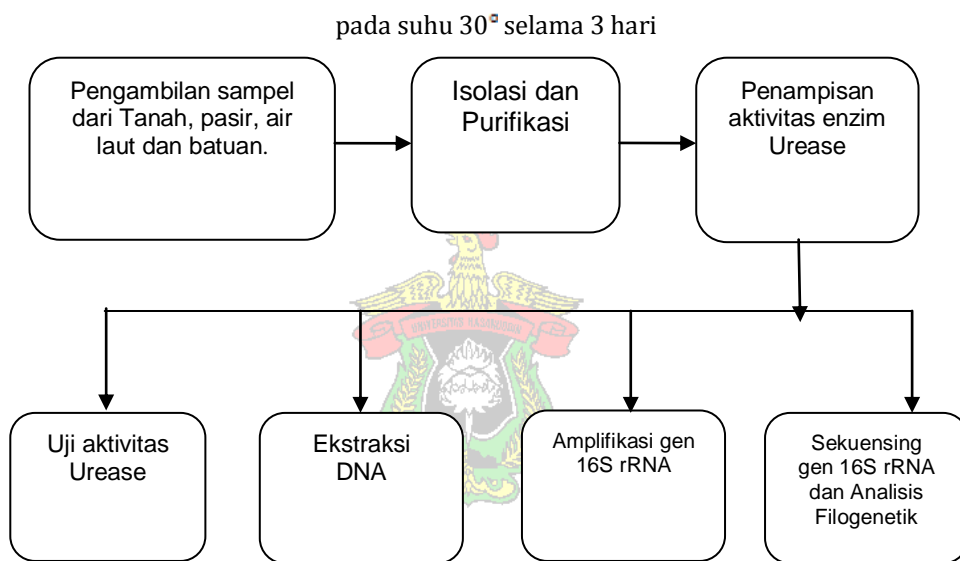 pada suhu 30° selama 3 hari
Pengambilan sampel
dari Tanah, pasir, air
laut dan batuan.
Isolasi dan
Purifikasi
Penampisan
aktivitas enzim
Urease
UNIVERSITAS HASANUDDIN
Uji aktivitas
Urease
Ekstraksi
DNA
Amplifikasi gen
16S rRNA
Sekuensing
gen 16S rRNA
dan Analisis
Filogenetik